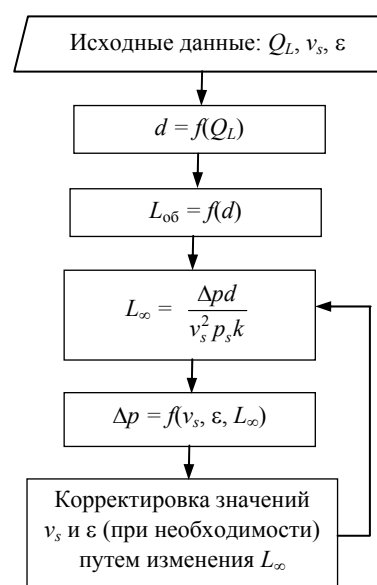 Исходные данные: Q_L, v_s, ε
d = f(Q_L)
L_об = f(d)
L_∞ = Δpd / v_s^2 p_s k
Δp = f(v_s, ε, L_∞)
Корректировка значений
v_s и ε (при необходимости)
путем изменения L_∞